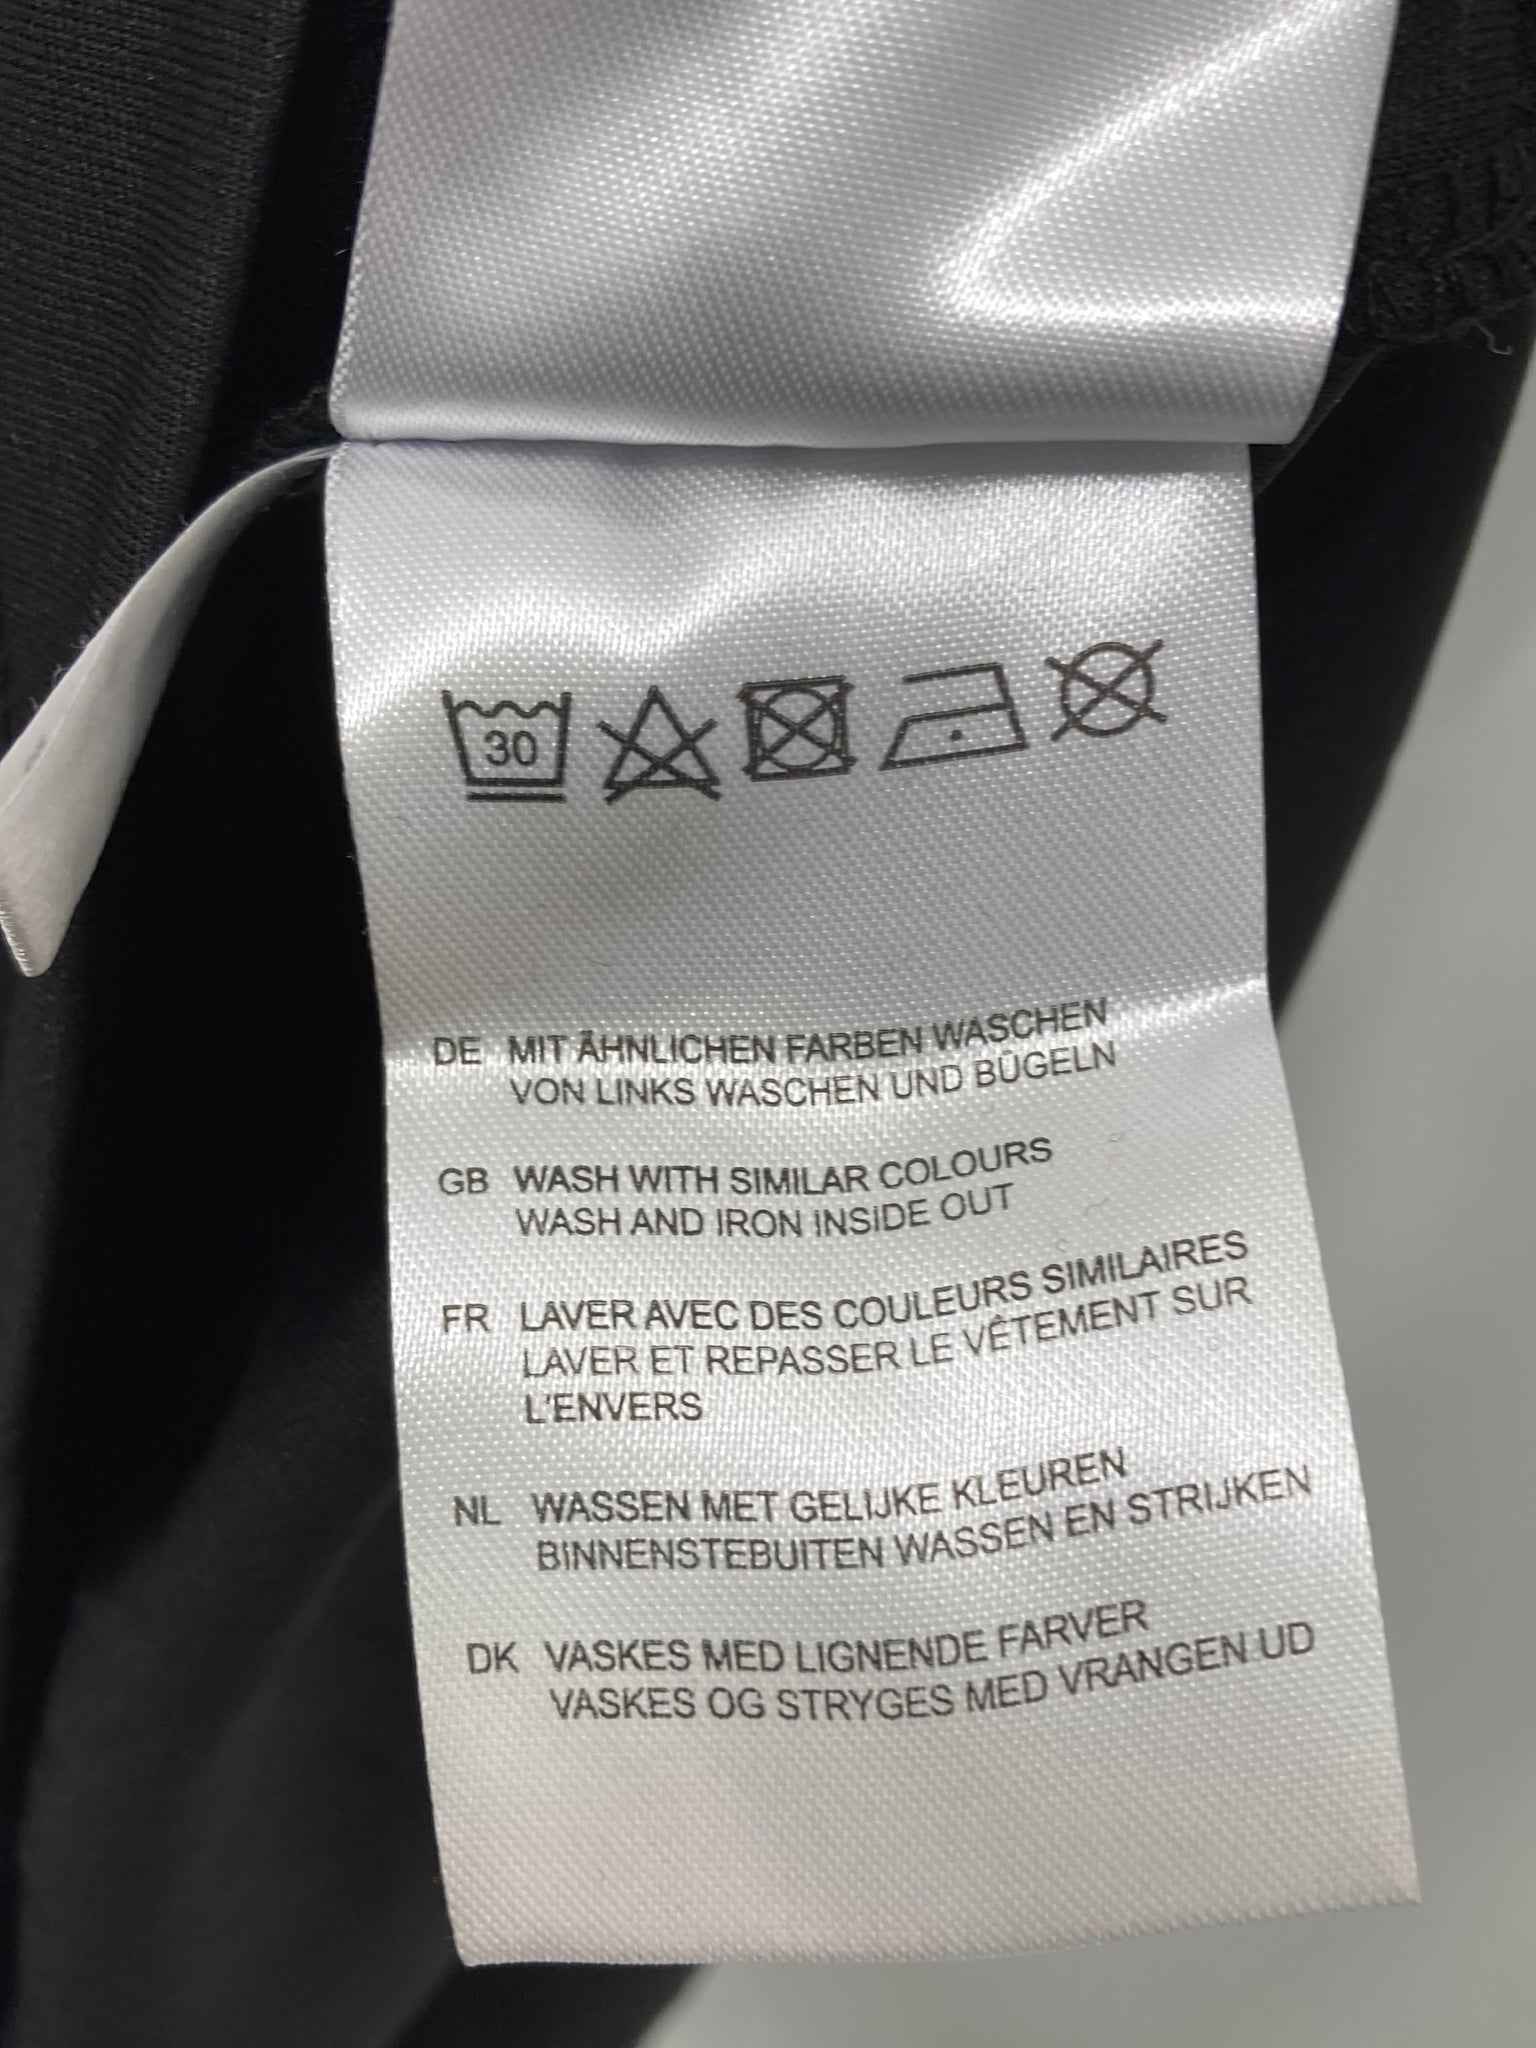 30
DE MIT ÄHNLICHEN FARBEN WASCHEN
VON LINKS WASCHEN UND BÜGELN
GB WASH WITH SIMILAR COLOURS
WASH AND IRON INSIDE OUT
FR LAVER AVEC DES COULEURS SIMILAIRES
LAVER ET REPASSER LE VÊTEMENT SUR
L'ENVERS
NL WASSEN MET GELIJKE KLEUREN
BINNENSTEBUITEN WASSEN EN STRIJKEN
DK VASKES MED LIGNENDE FARVER
VASKES OG STRYGES MED VRANGEN UD